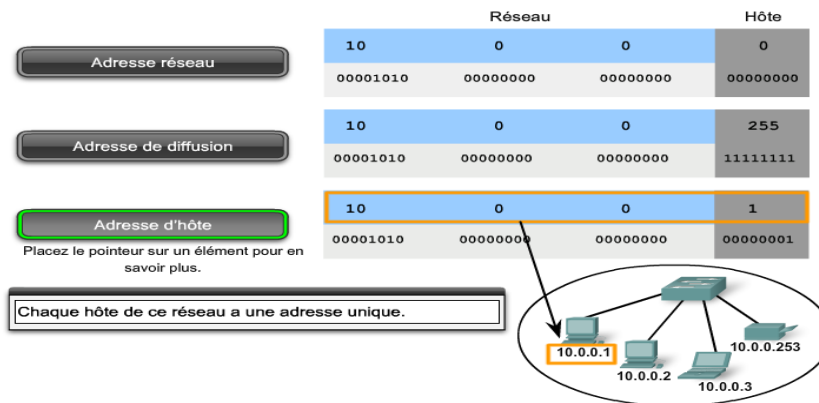 Réseau Hôte
Adresse réseau
10 0 0 0
00001010 00000000 00000000 00000000
Adresse de diffusion
10 0 0 255
00001010 00000000 00000000 11111111
Adresse d'hôte
10 0 0 1
00001010 00000000 00000000 00000001
Placez le pointeur sur un élément pour en
savoir plus.
Chaque hôte de ce réseau a une adresse unique.
10.0.0.1
10.0.0.2
10.0.0.3
10.0.0.253